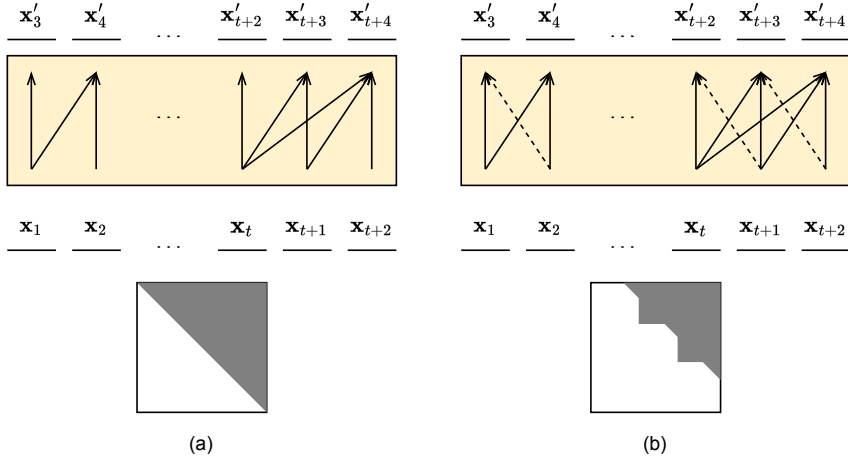 x′₃ x′₄ ... x′ₜ₊₂ x′ₜ₊₃ x′ₜ₊₄
... 
x₁ x₂ ... xₜ xₜ₊₁ xₜ₊₂
(a)
x′₃ x′₄ ... x′ₜ₊₂ x′ₜ₊₃ x′ₜ₊₄
...
x₁ x₂ ... xₜ xₜ₊₁ xₜ₊₂
(b)